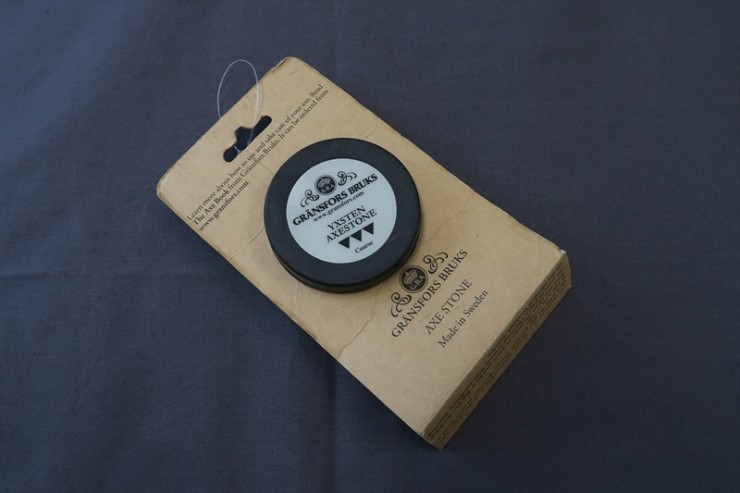 Learn more about how to use and take care of your axe. Read
The Axe Book from Gränsfors Bruks. It can be ordered from
www.gransfors.com
GRÄNSFORS BRUKS
www.gransfors.com
YXSTEN
AXESTONE
Coarse
GRÄNSFORS BRUKS
AXE STONE
Made in Sweden